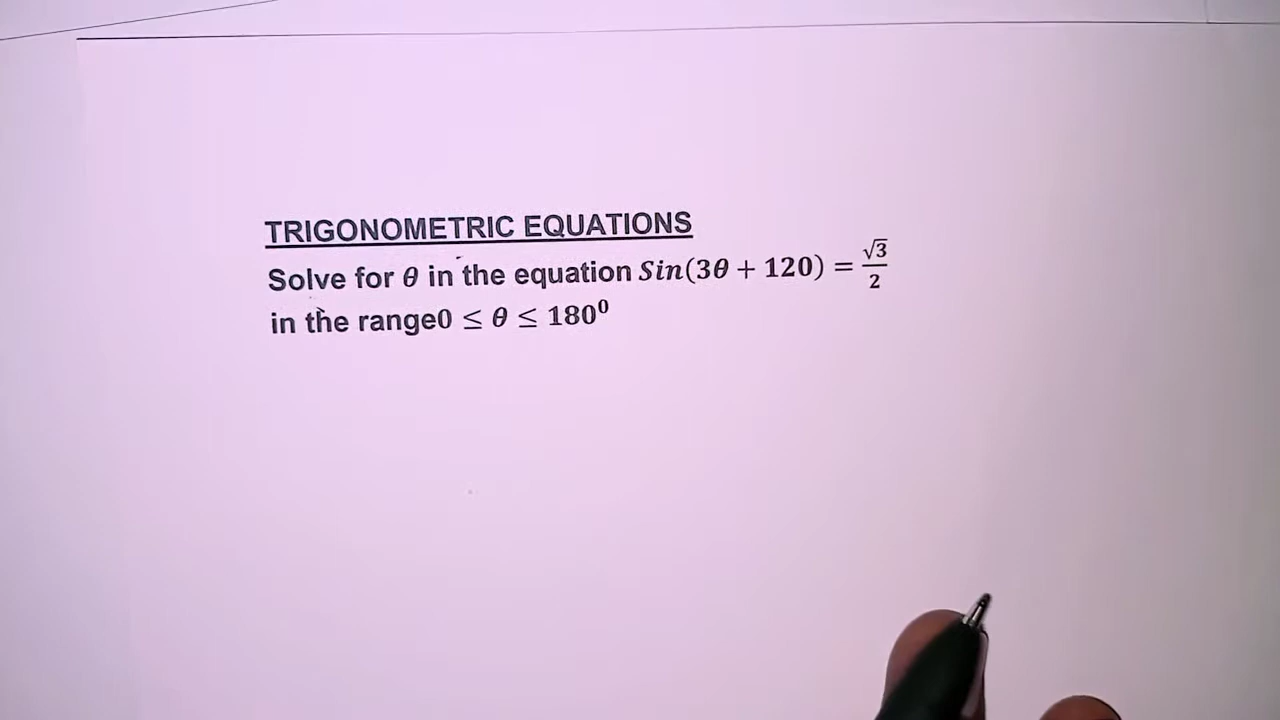 TRIGONOMETRIC EQUATIONS
Solve for θ in the equation Sin(3θ + 120) = √3/2
in the range0 ≤ θ ≤ 180⁰